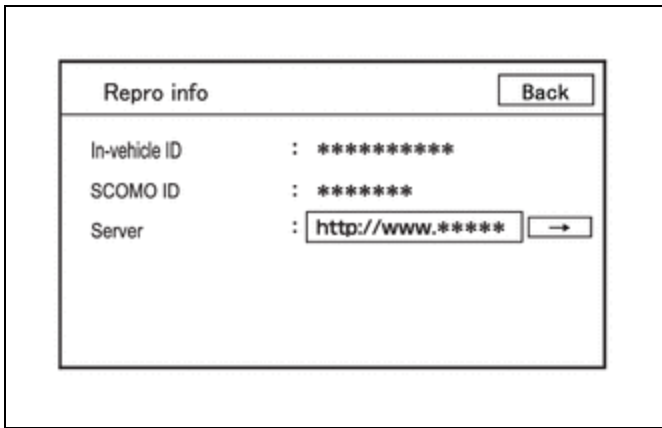 Repro info Back
In-vehicle ID : **********
SCOMO ID : *******
Server : http://www.***** →